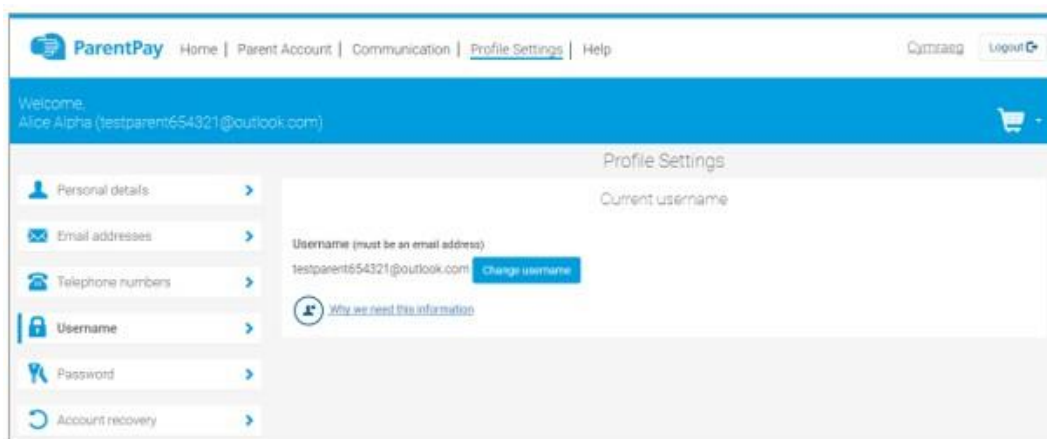 ParentPay Home | Parent Account | Communication | Profile Settings | Help Cymraeg Logout
Welcome,
Alice Alpha (testparent654321@outlook.com)
Profile Settings
Personal details
Email addresses
Telephone numbers
Username
Password
Account recovery
Current username
Username (must be an email address)
testparent654321@outlook.com Change username
Why we need this information